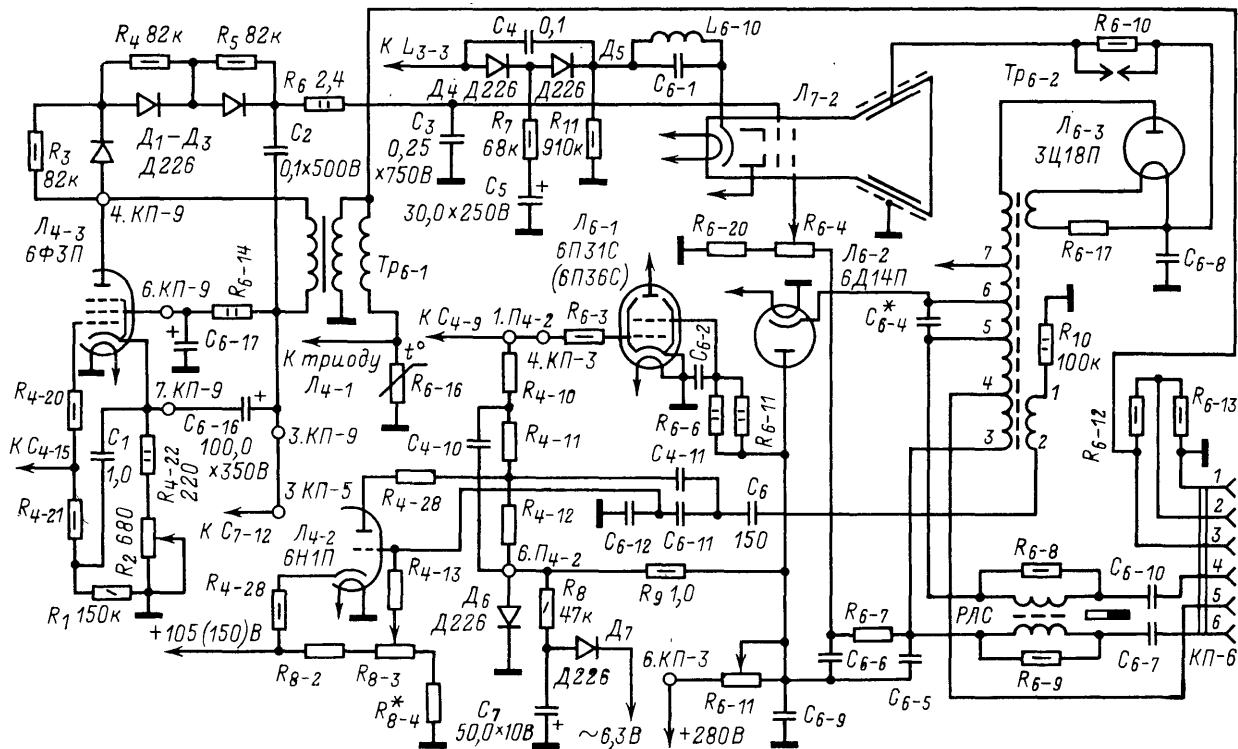 R4 82к
R5 82к
C4 0,1
К L3-3
Д5
L6-10
R6-10
R6 2,4
Д4 Д226
Д226
C6-1
Л7-2
Тр6-2
Л6-3
3Ц18П
R3
82к
Д1–Д3
Д226
C2
0,1×500В
C3
0,25
×750В
R7
68к
R11
910к
C5
30,0×250В
+
4.КП-9
Л4-3
6Ф3П
6.КП-9
R6-14
Тр6-1
Л6-1
6П31С
(6П36С)
R6-20
R6-4
Л6-2
6Д14П
R6-17
C6-8
7
6
5
4
3
C6-4*
R10
100к
1
2
C6-17
+
К триоду
Л4-1
t°
R6-16
К C4-9
1.П4-2
R6-3
4.КП-3
C6-2
R6-6
R6-11
R4-20
7.КП-9
C6-16
+
100,0
×350В
3.КП-9
R4-10
C4-10
R4-11
К C4-15
C1
1,0
R4-22
220
R4-21
R2 680
R1 150к
3 КП-5
К C7-12
Л4-2
6Н1П
R4-28
C4-11
C6
150
R4-12
C6-12
C6-11
6.П4-2
R4-13
R4-28
R9 1,0
R8
47к
Д6
Д226
Д7
Д226
+105(150)В
R8-2
R8-3
R8-4*
C7
50,0×10В
+
~6,3В
6.КП-3
R6-11
+280В
C6-9
R6-7
C6-6
C6-5
R6-12
R6-13
1
2
3
4
5
6
R6-8
C6-10
РЛС
R6-9
C6-7
КП-6